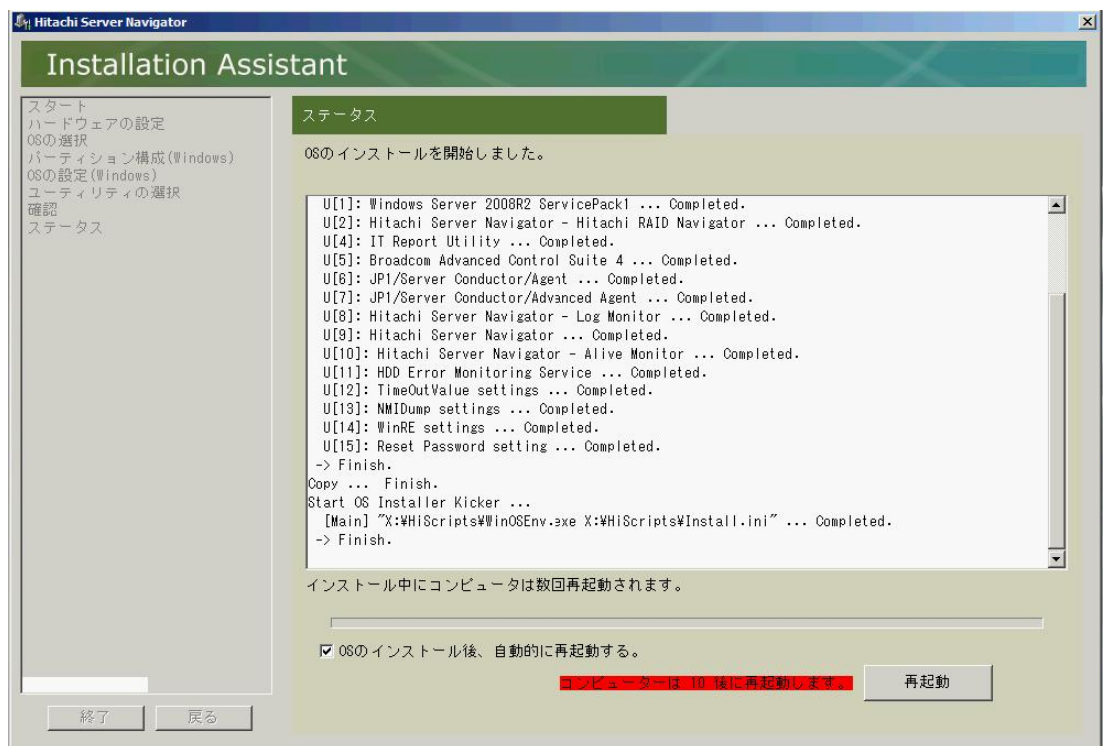 Hitachi Server Navigator
Installation Assistant
スタート
ハードウェアの設定
OSの選択
パーティション構成(Windows)
OSの設定(Windows)
ユーティリティの選択
確認
ステータス
終了
戻る
ステータス
OSのインストールを開始しました。
U[1]: Windows Server 2008R2 ServicePack1 ... Completed.
U[2]: Hitachi Server Navigator - Hitachi RAID Navigator ... Completed.
U[4]: IT Report Utility ... Completed.
U[5]: Broadcom Advanced Control Suite 4 ... Completed.
U[6]: JP1/Server Conductor/Agent ... Completed.
U[7]: JP1/Server Conductor/Advanced Agent ... Completed.
U[8]: Hitachi Server Navigator - Log Monitor ... Completed.
U[9]: Hitachi Server Navigator ... Completed.
U[10]: Hitachi Server Navigator - Alive Monitor ... Completed.
U[11]: HDD Error Monitoring Service ... Completed.
U[12]: TimeOutValue settings ... Completed.
U[13]: NMIDump settings ... Completed.
U[14]: WinRE settings ... Completed.
U[15]: Reset Password setting ... Completed.
-> Finish.
Copy ... Finish.
Start OS Installer Kicker ...
[Main] "X:¥HiScripts¥WinOSEnv.exe X:¥HiScripts¥Install.ini" ... Completed.
-> Finish.
インストール中にコンピュータは数回再起動されます。
OSのインストール後、自動的に再起動する。
コンピューターは 10 後に再起動します。
再起動